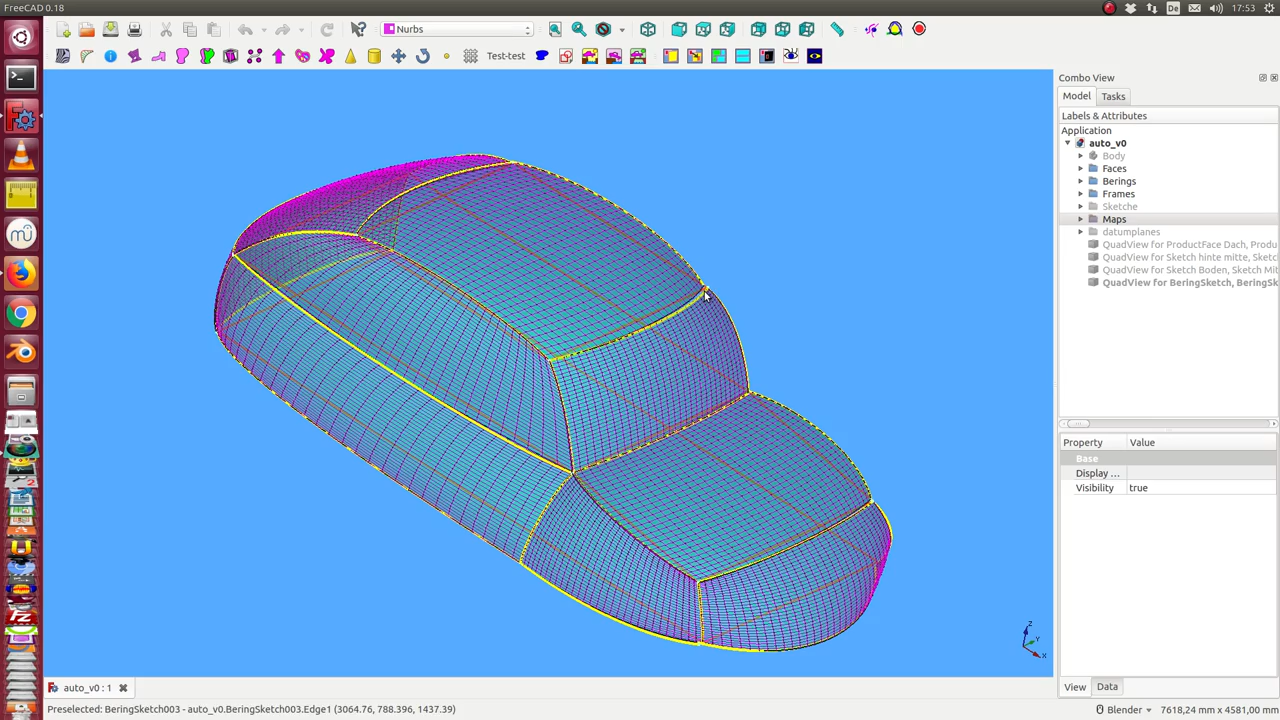 FreeCAD 0.18
De
17:53
Nurbs
Test-test
Combo View
Model
Tasks
Labels & Attributes
Application
auto_v0
Body
Faces
Berings
Frames
Sketche
Maps
datumplanes
QuadView for ProductFace Dach, Produ
QuadView for Sketch hinte mitte, Sketc
QuadView for Sketch Boden, Sketch Mit
QuadView for BeringSketch, BeringSk
Property Value
Base
Display ...
Visibility true
Z
Y
X
auto_v0 : 1
View
Data
Preselected: BeringSketch003 - auto_v0.BeringSketch003.Edge1 (3064.76, 788.396, 1437.39)
Blender
7618,24 mm x 4581,00 mm